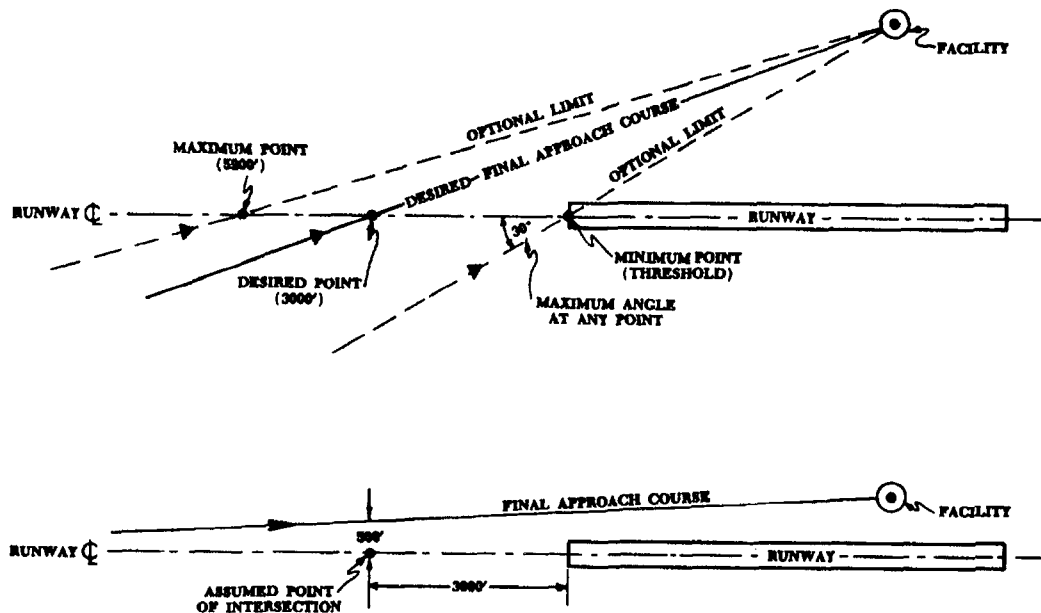 FACILITY
OPTIONAL LIMIT
DESIRED FINAL APPROACH COURSE
OPTIONAL LIMIT
MAXIMUM POINT
(5200')
RUNWAY ℄
RUNWAY
30°
DESIRED POINT
(3000')
MINIMUM POINT
(THRESHOLD)
MAXIMUM ANGLE
AT ANY POINT
FINAL APPROACH COURSE
FACILITY
500'
RUNWAY ℄
RUNWAY
ASSUMED POINT
OF INTERSECTION
3000'